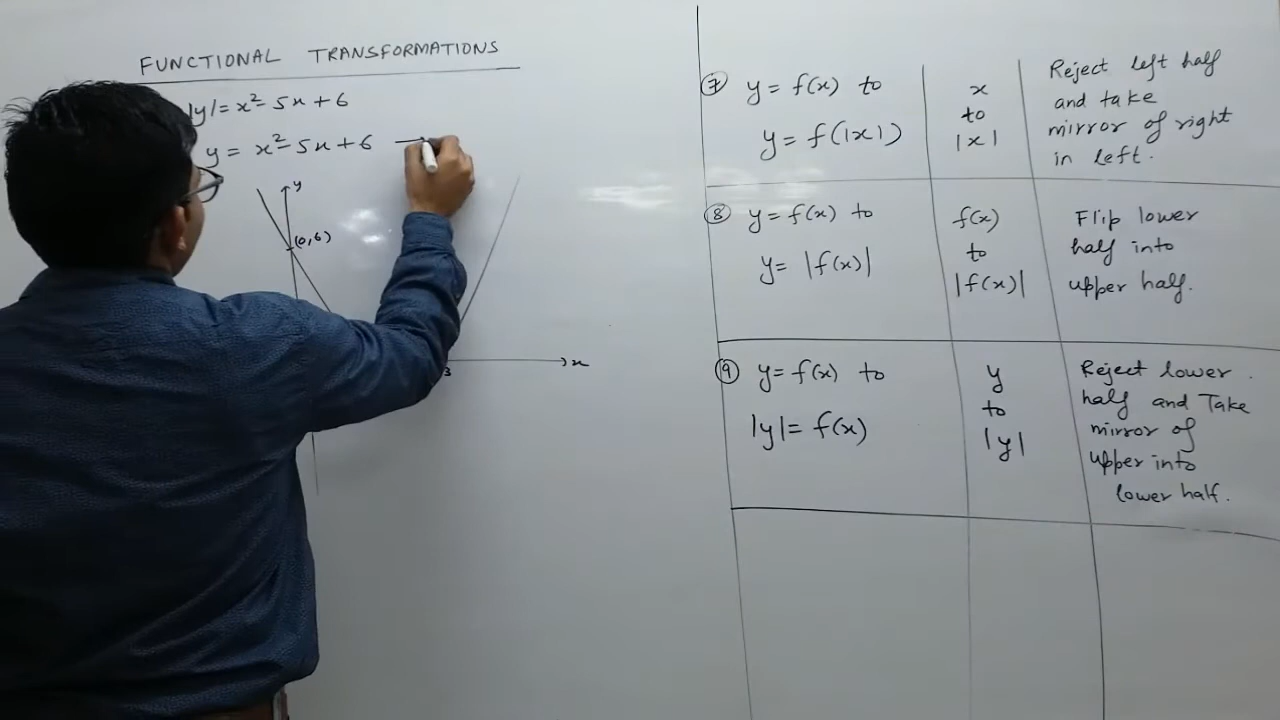 FUNCTIONAL TRANSFORMATIONS
|y| = x² - 5x + 6
y = x² - 5x + 6
y
(0,6)
3
x
⑦ y = f(x) to
y = f(|x|)
x
to
|x|
Reject left half
and take
mirror of right
in left.
⑧ y = f(x) to
y = |f(x)|
f(x)
to
|f(x)|
Flip lower
half into
upper half.
⑨ y = f(x) to
|y| = f(x)
y
to
|y|
Reject lower
half and Take
mirror of
upper into
lower half.